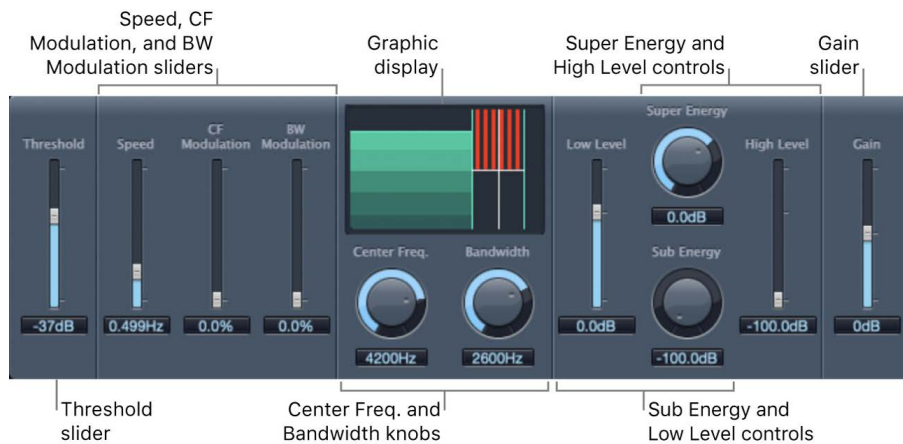 Speed, CF
Modulation, and BW
Modulation sliders
Graphic
display
Super Energy and
High Level controls
Gain
slider
Threshold
Speed
CF
Modulation
BW
Modulation
Low Level
Super Energy
High Level
Gain
0.0dB
Center Freq.
Bandwidth
Sub Energy
-37dB
0.499Hz
0.0%
0.0%
4200Hz
2600Hz
0.0dB
-100.0dB
-100.0dB
0dB
Threshold
slider
Center Freq. and
Bandwidth knobs
Sub Energy and
Low Level controls